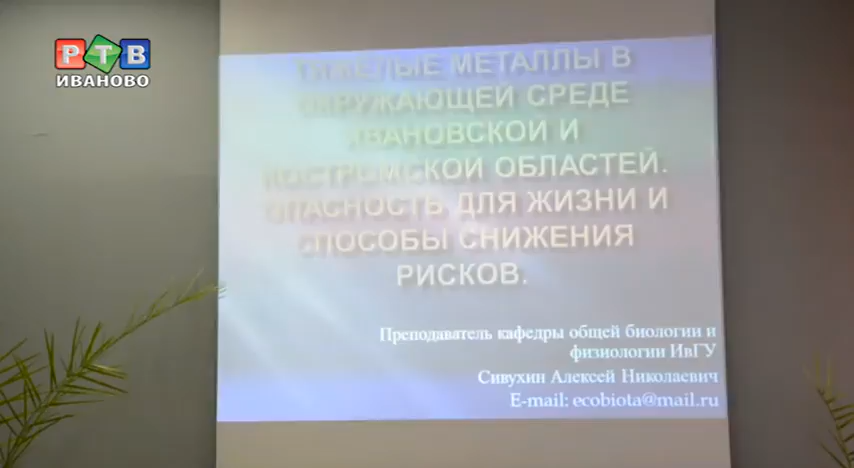 РТВ
ИВАНОВО
ТЯЖЕЛЫЕ МЕТАЛЛЫ В
ОКРУЖАЮЩЕЙ СРЕДЕ
ИВАНОВСКОЙ И
КОСТРОМСКОЙ ОБЛАСТЕЙ.
ОПАСНОСТЬ ДЛЯ ЖИЗНИ И
СПОСОБЫ СНИЖЕНИЯ
РИСКОВ.
Преподаватель кафедры общей биологии и
физиологии ИвГУ
Сивухин Алексей Николаевич
E-mail: ecobiota@mail.ru